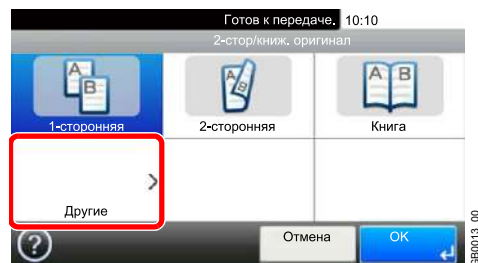 Готов к передаче. 10:10
2-стор/книж. оригинал
A B
A B
A B
1-сторонняя 2-сторонняя Книга
Другие
? Отмена OK
GB0013_00